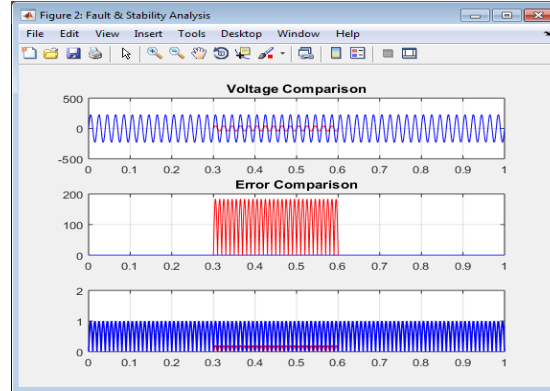 Figure 2: Fault & Stability Analysis
File Edit View Insert Tools Desktop Window Help
Voltage Comparison
500
0
-500
0 0.1 0.2 0.3 0.4 0.5 0.6 0.7 0.8 0.9 1
Error Comparison
200
100
0
0 0.1 0.2 0.3 0.4 0.5 0.6 0.7 0.8 0.9 1
2
1
0
0 0.1 0.2 0.3 0.4 0.5 0.6 0.7 0.8 0.9 1